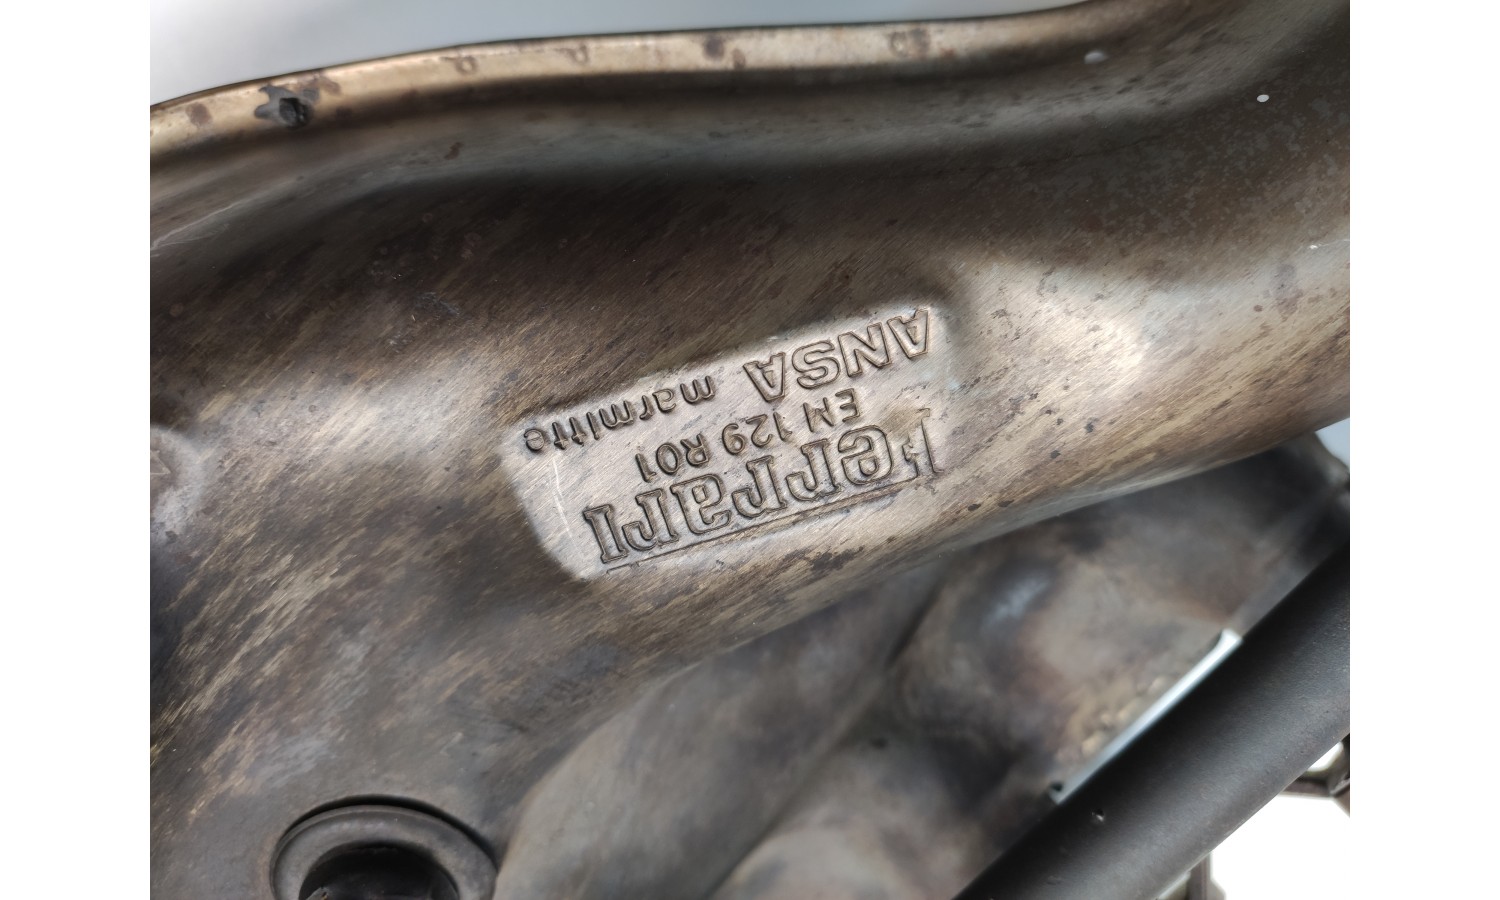 Ferrari
EM 129 R01
ANSA marmitte